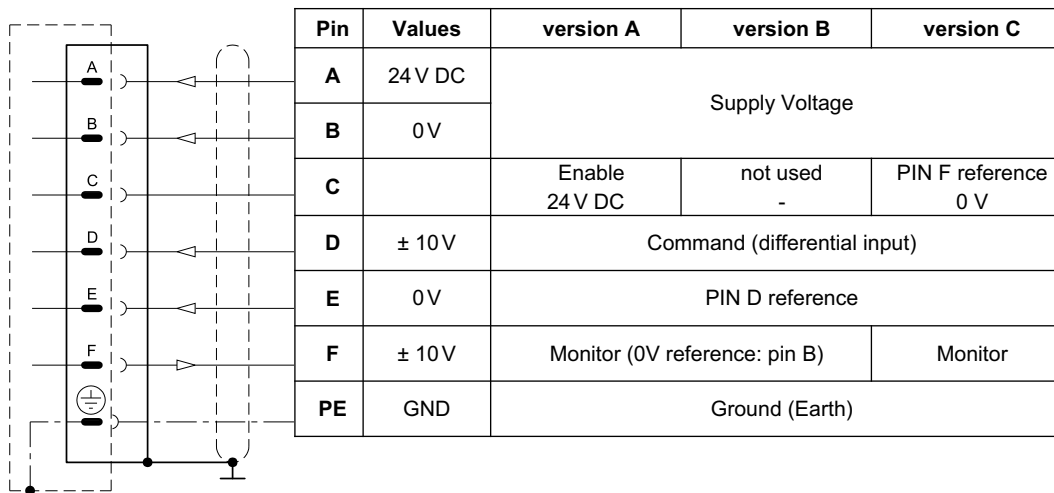 Pin Values version A version B version C
A 24 V DC Supply Voltage
B 0 V
C Enable 24 V DC not used - PIN F reference 0 V
D ± 10 V Command (differential input)
E 0 V PIN D reference
F ± 10 V Monitor (0V reference: pin B) Monitor
PE GND Ground (Earth)
A
B
C
D
E
F